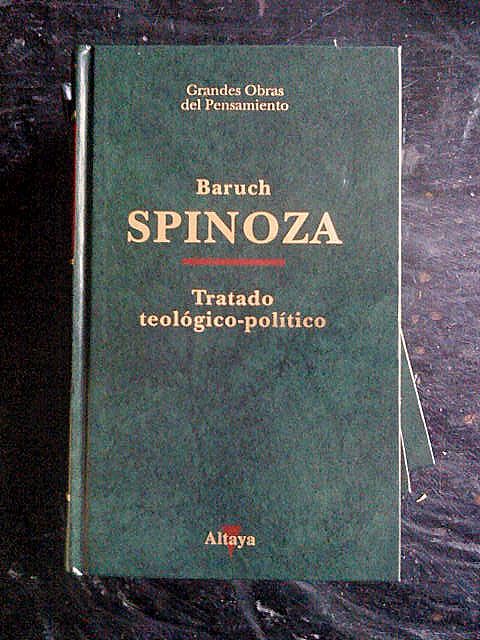 Grandes Obras
del Pensamiento
Baruch
SPINOZA
Tratado
teológico-político
Altaya